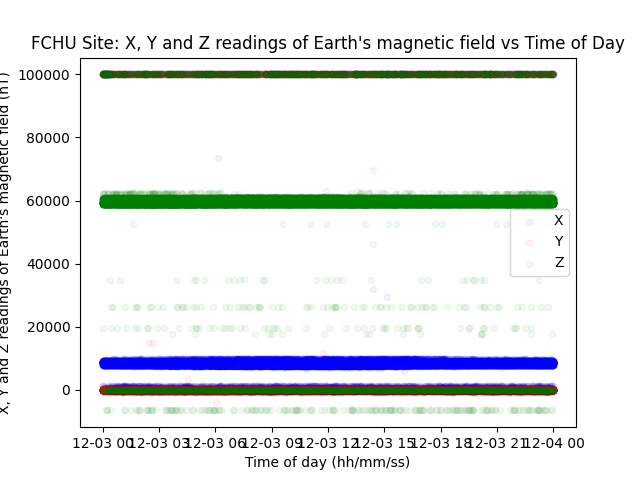 FCHU Site: X, Y and Z readings of Earth's magnetic field vs Time of Day
X, Y and Z readings of Earth's magnetic field (nT)
100000
80000
60000
40000
20000
0
X
Y
Z
12-03 00 12-03 03 12-03 06 12-03 09 12-03 12 12-03 15 12-03 18 12-03 21 12-04 00
Time of day (hh/mm/ss)